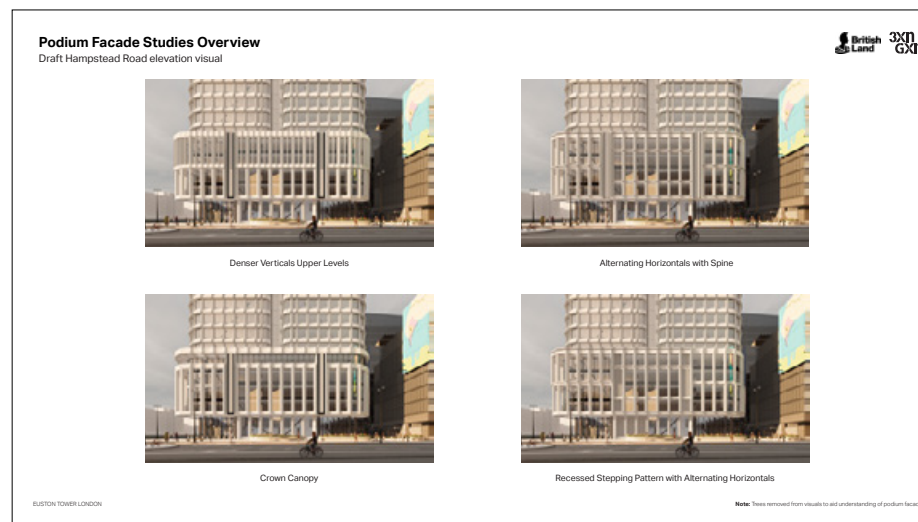 Podium Facade Studies Overview
Draft Hampstead Road elevation visual
British
Land
3XN
GXN
Denser Verticals Upper Levels
Alternating Horizontals with Spine
Crown Canopy
Recessed Stepping Pattern with Alternating Horizontals
EUSTON TOWER LONDON
Note: Trees removed from visuals to aid understanding of podium facade